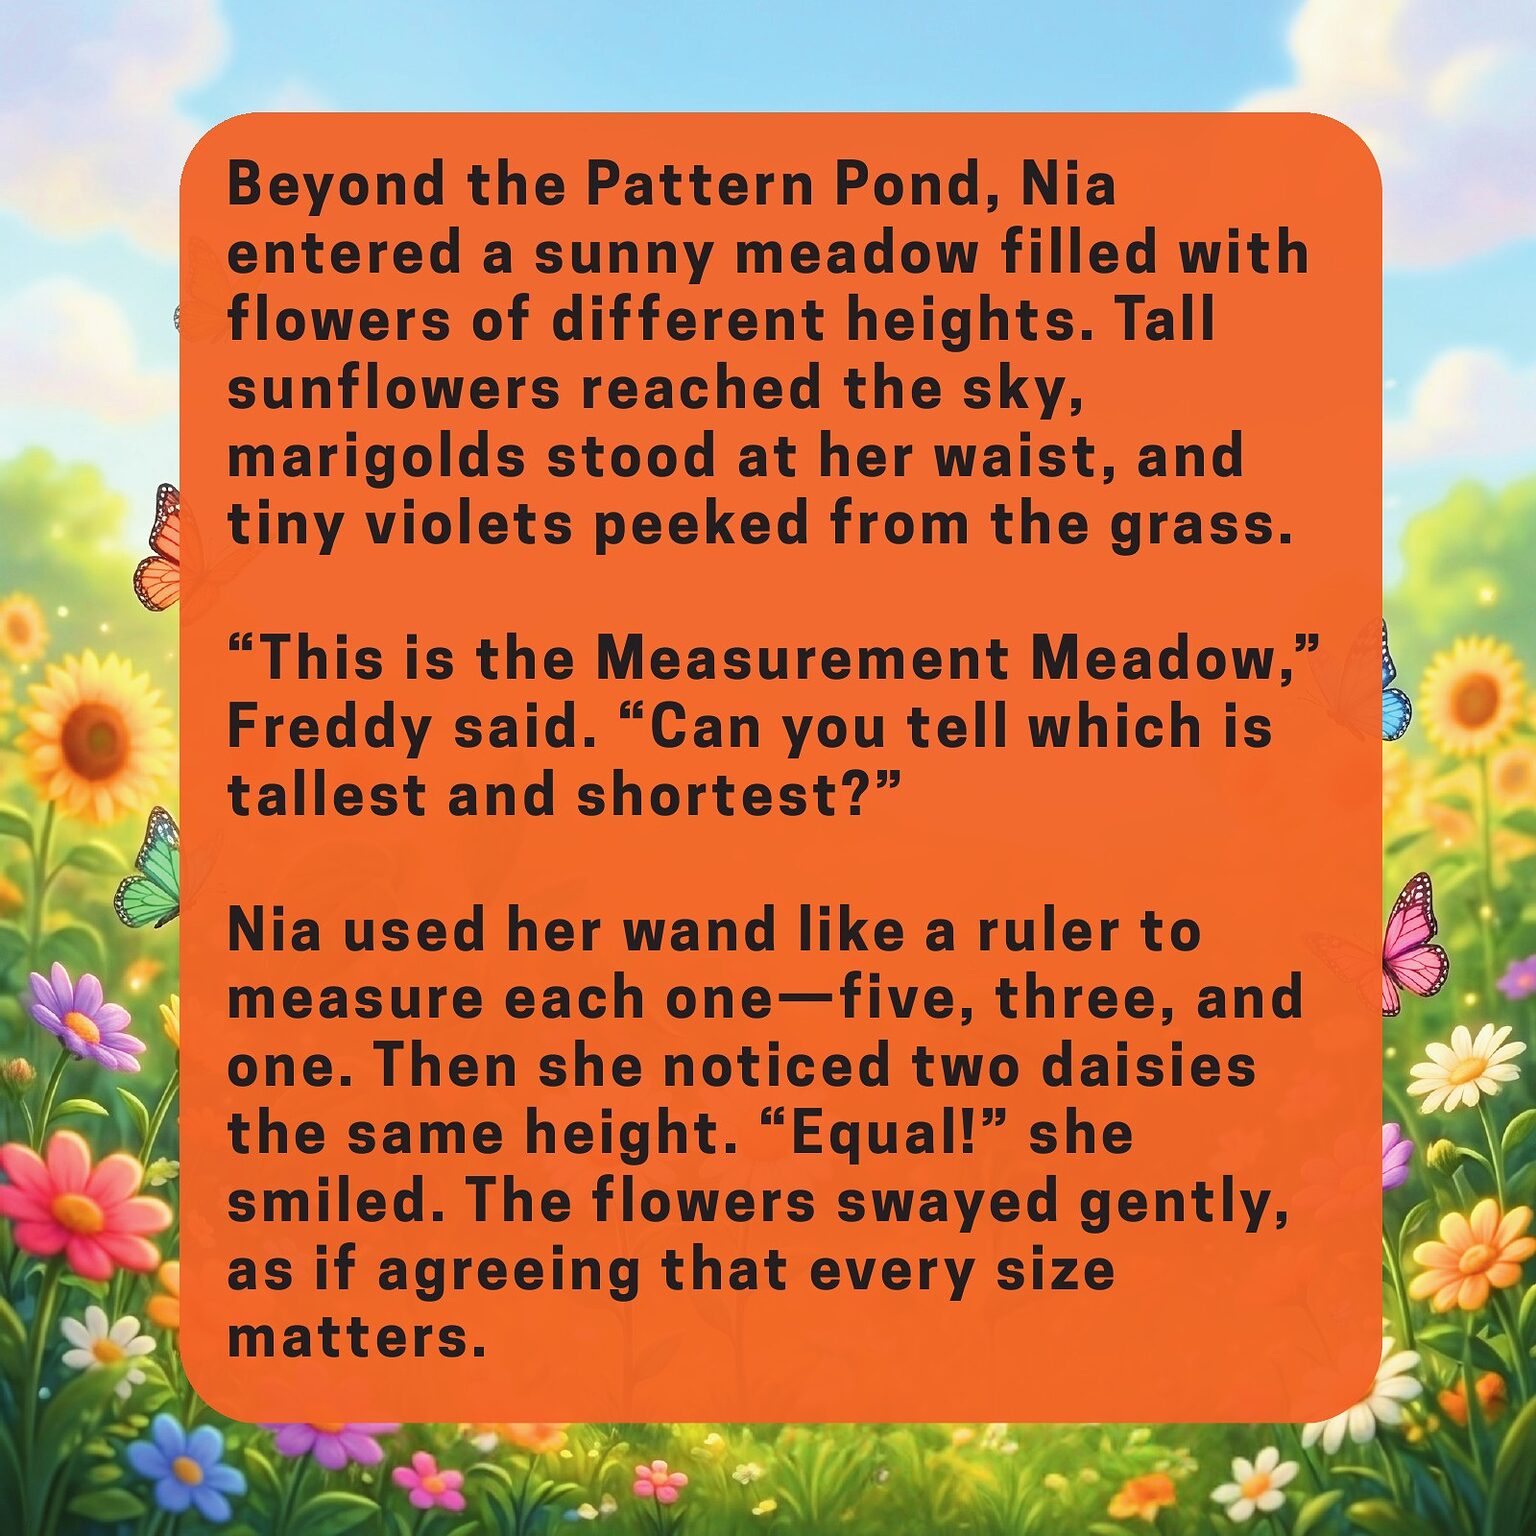 Beyond the Pattern Pond, Nia
entered a sunny meadow filled with
flowers of different heights. Tall
sunflowers reached the sky,
marigolds stood at her waist, and
tiny violets peeked from the grass.
“This is the Measurement Meadow,”
Freddy said. “Can you tell which is
tallest and shortest?”
Nia used her wand like a ruler to
measure each one—five, three, and
one. Then she noticed two daisies
the same height. “Equal!” she
smiled. The flowers swayed gently,
as if agreeing that every size
matters.